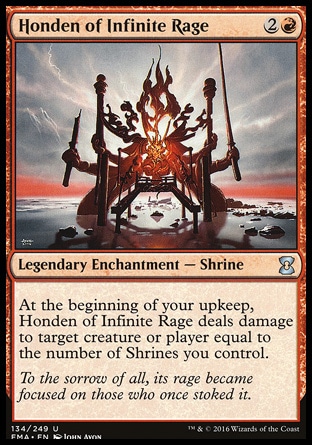 Honden of Infinite Rage 2
Legendary Enchantment — Shrine
At the beginning of your upkeep,
Honden of Infinite Rage deals damage
to target creature or player equal to
the number of Shrines you control.
To the sorrow of all, its rage became
focused on those who once stoked it.
134/249 U
EMA • EN JOHN AVON
™ & © 2016 Wizards of the Coast